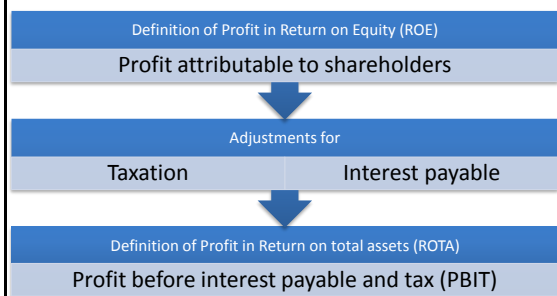 Definition of Profit in Return on Equity (ROE)
Profit attributable to shareholders
Adjustments for
Taxation
Interest payable
Definition of Profit in Return on total assets (ROTA)
Profit before interest payable and tax (PBIT)